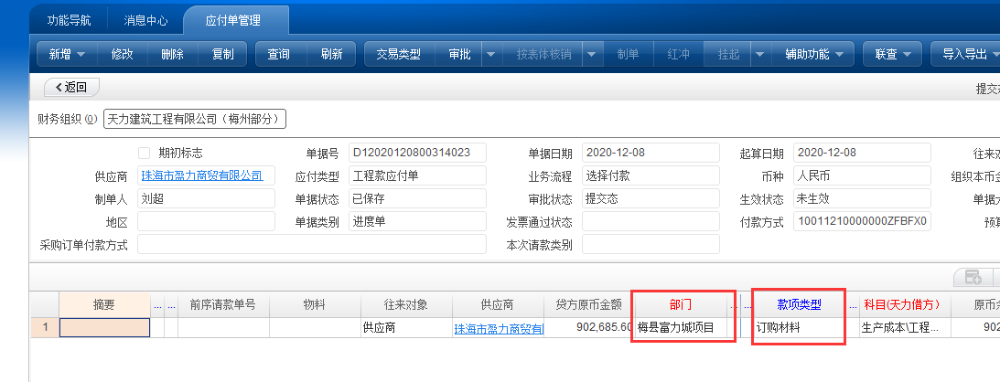 功能导航 消息中心 应付单管理
新增 修改 删除 复制 查询 刷新 交易类型 审批 按表体核销 制单 红冲 挂起 辅助功能 联查 导入导出
返回 提交
财务组织(O) 天力建筑工程有限公司（梅州部分）
期初标志 单据号 D12020120800314023 单据日期 2020-12-08 起算日期 2020-12-08 往来
供应商 珠海市盈力商贸有限公司 应付类型 工程款应付单 业务流程 选择付款 币种 人民币 组织本币
制单人 刘超 单据状态 已保存 审批状态 提交态 生效状态 未生效 单据
地区 单据类别 进度单 发票通过状态 付款方式 10011210000000ZFBFX0 预
采购订单付款方式 本次请款类别
摘要 ... ... 前序请款单号 物料 往来对象 供应商 贷方原币金额 部门 ... ... 款项类型 ... 科目(天力借方) 原币
1 供应商 珠海市盈力商贸有 902,685.60 梅县富力城项目 订购材料 生产成本\工程... 902